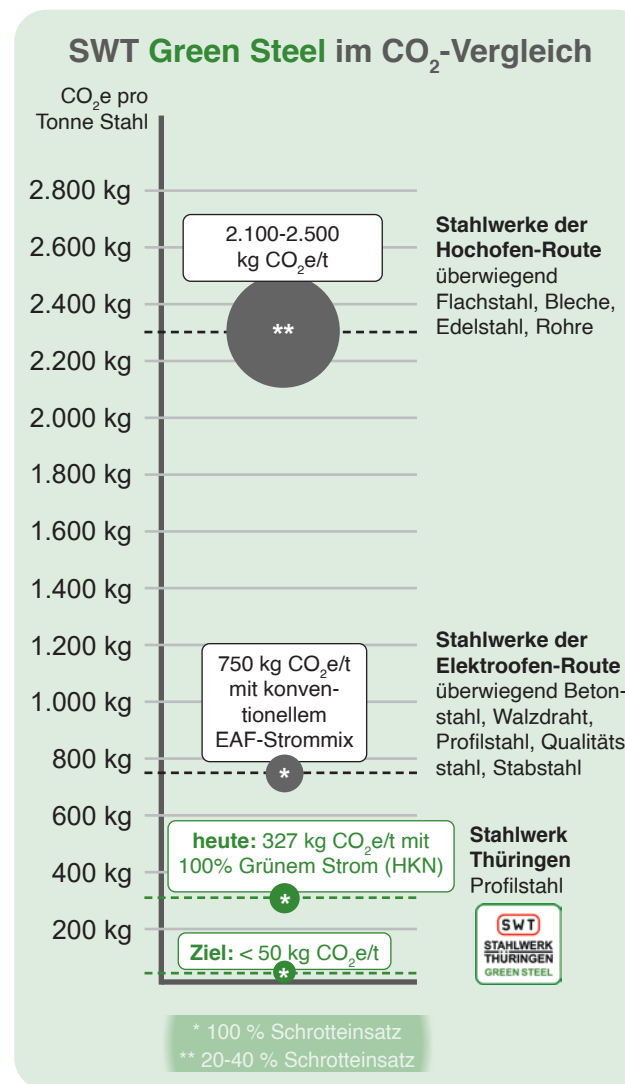 SWT Green Steel im CO₂-Vergleich
CO₂e pro
Tonne Stahl
2.800 kg
2.600 kg
2.400 kg
2.200 kg
2.000 kg
1.800 kg
1.600 kg
1.400 kg
1.200 kg
1.000 kg
800 kg
600 kg
400 kg
200 kg
2.100-2.500
kg CO₂e/t
**
Stahlwerke der
Hochofen-Route
überwiegend
Flachstahl, Bleche,
Edelstahl, Rohre
750 kg CO₂e/t
mit konven-
tionellem
EAF-Strommix
*
Stahlwerke der
Elektroofen-Route
überwiegend Beton-
stahl, Walzdraht,
Profilstahl, Qualitäts
stahl, Stabstahl
heute: 327 kg CO₂e/t mit
100% Grünem Strom (HKN)
*
Stahlwerk
Thüringen
Profilstahl
SWT
STAHLWERK
THÜRINGEN
GREEN STEEL
Ziel: < 50 kg CO₂e/t
*
* 100 % Schrotteinsatz
** 20-40 % Schrotteinsatz